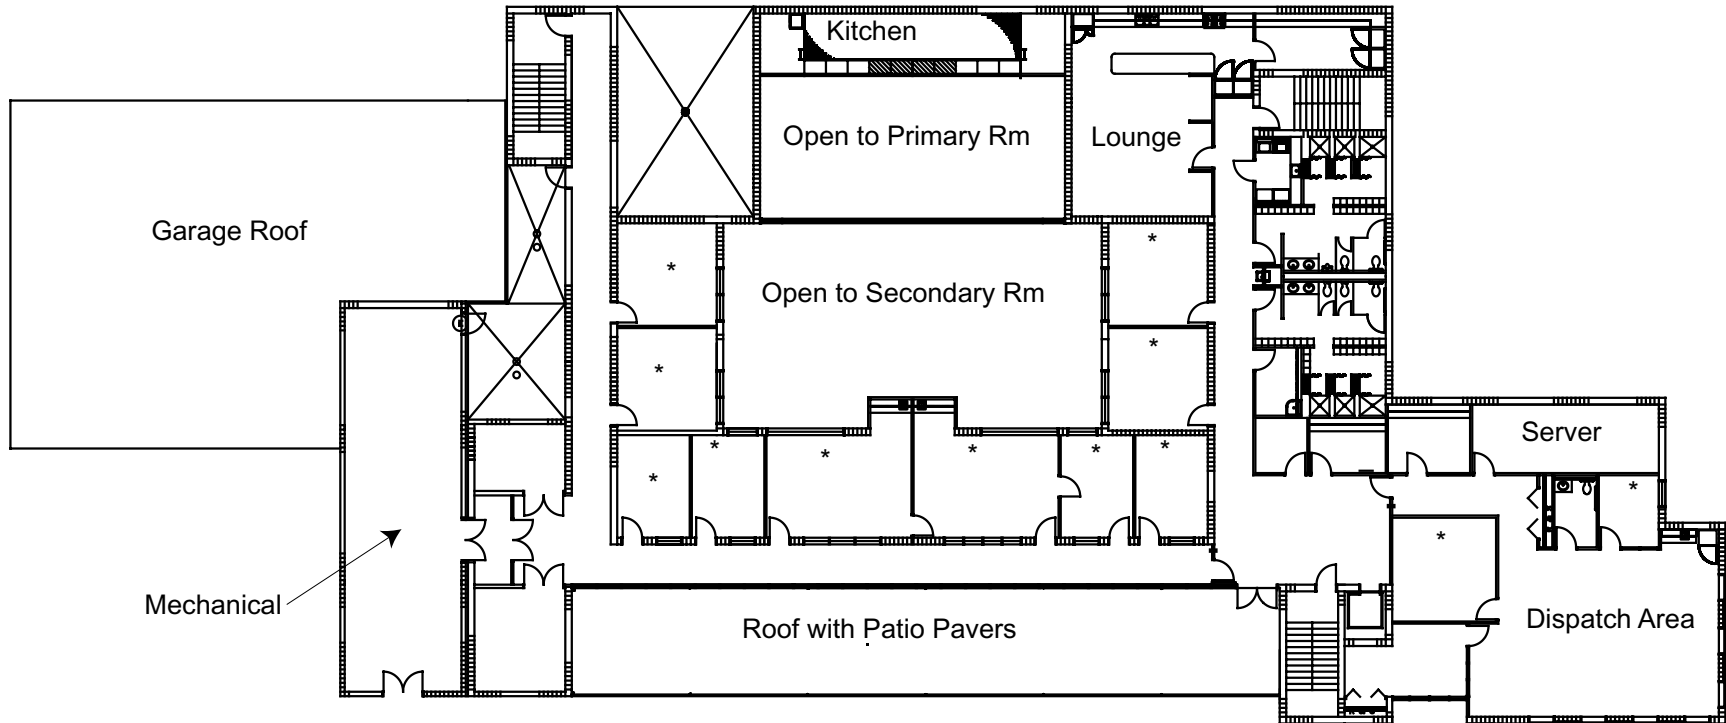 Kitchen
Open to Primary Rm
Lounge
Garage Roof
*
*
Open to Secondary Rm
*
*
Server
*
*
*
*
*
*
*
*
Mechanical
Roof with Patio Pavers
Dispatch Area